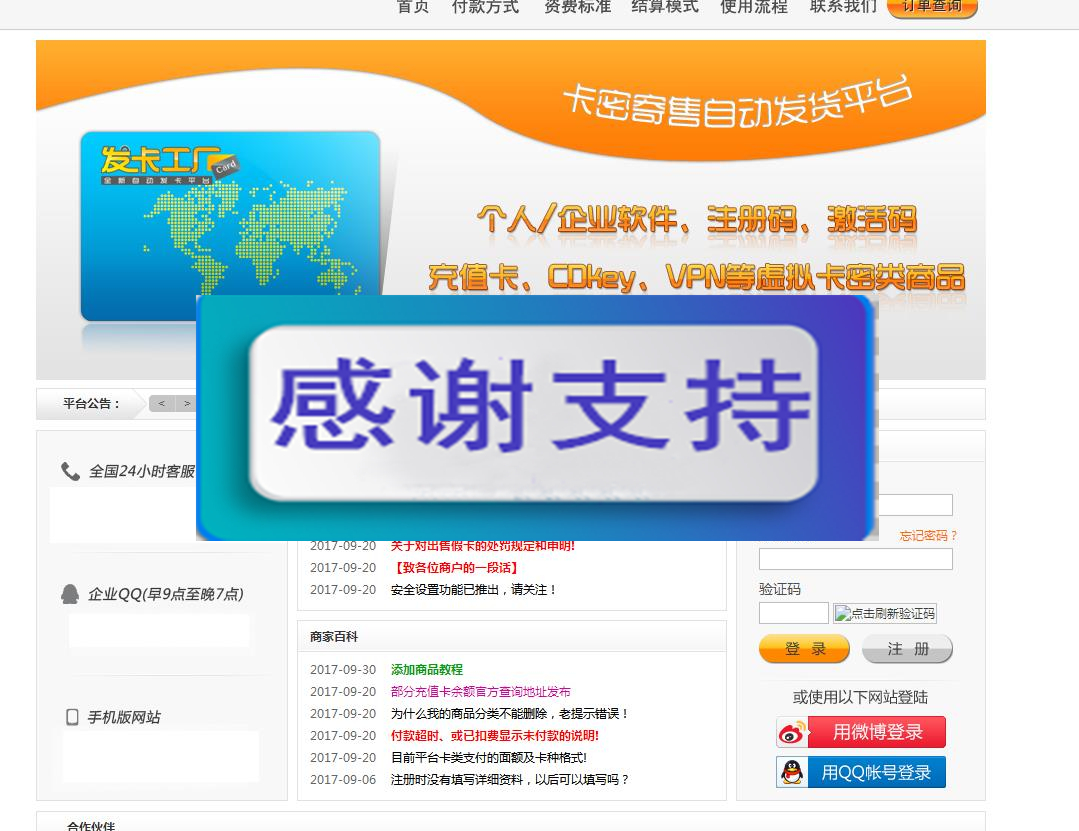 首页 付款方式 资费标准 结算模式 使用流程 联系我们 订单查询
卡密寄售自动发货平台
发卡工厂 Card
全新自动发卡平台
个人/企业软件、注册码、激活码
充值卡、CDkey、VPN等虚拟卡密类商品
感谢支持
平台公告： < >
全国24小时客服
企业QQ(早9点至晚7点)
手机版网站
2017-09-20 关于对出售假卡的处罚规定和申明!
2017-09-20 【致各位商户的一段话】
2017-09-20 安全设置功能已推出，请关注！
商家百科
2017-09-30 添加商品教程
2017-09-20 部分充值卡余额官方查询地址发布
2017-09-20 为什么我的商品分类不能删除，老提示错误！
2017-09-20 付款超时、或已扣费显示未付款的说明!
2017-09-20 目前平台卡类支付的面额及卡种格式!
2017-09-06 注册时没有填写详细资料，以后可以填写吗？
忘记密码？
验证码
点击刷新验证码
登 录 注 册
或使用以下网站登陆
用微博登录
用QQ帐号登录
合作伙伴